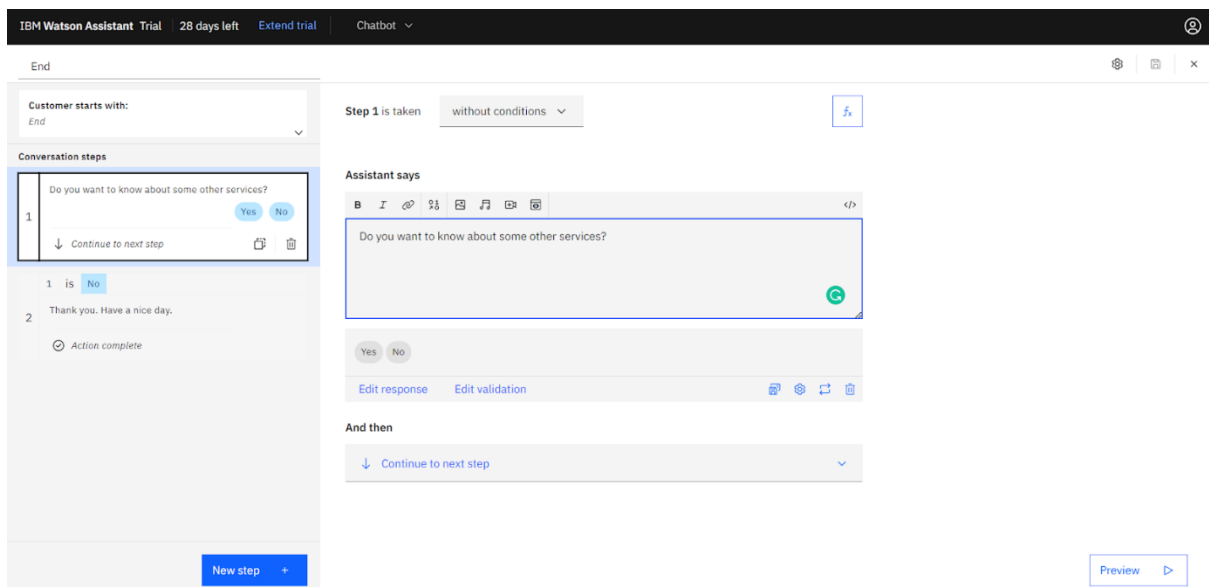 IBM Watson Assistant Trial 28 days left Extend trial Chatbot
End
Customer starts with:
End
Conversation steps
1
Do you want to know about some other services?
Yes No
Continue to next step
1 is No
2
Thank you. Have a nice day.
Action complete
New step +
Step 1 is taken without conditions fx
Assistant says
B I </>
Do you want to know about some other services?
Yes No
Edit response Edit validation
And then
Continue to next step
Preview